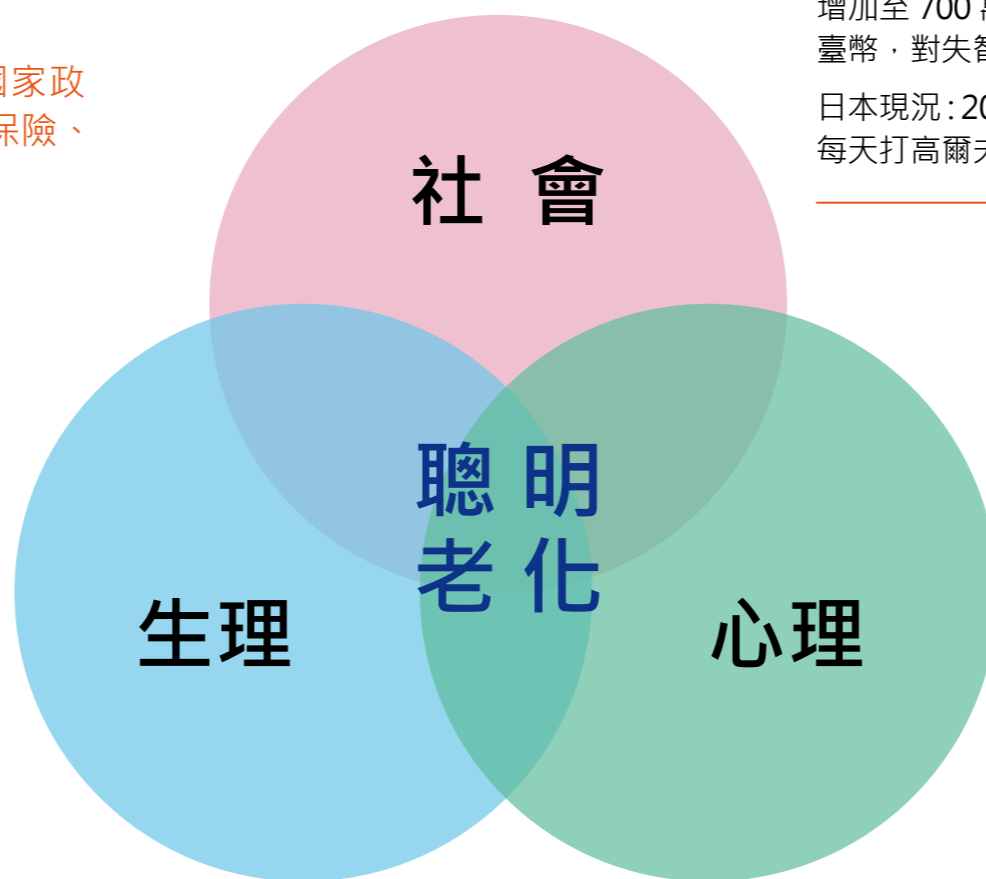 國家政
保險、
增加至 700
臺幣，對失智
日本現況：20
每天打高爾夫
社 會
聰 明
老 化
生理
心理